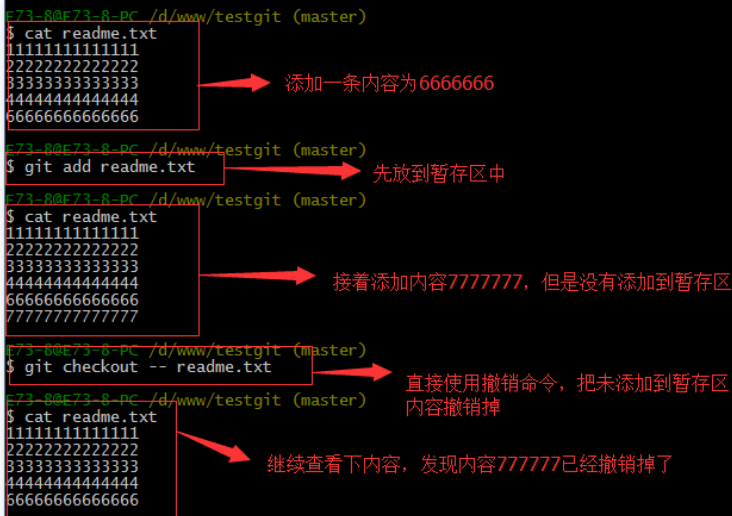 E73-8@E73-8-PC /d/www/testgit (master)
$ cat readme.txt
11111111111111
22222222222222
33333333333333
44444444444444
66666666666666
添加一条内容为6666666
E73-8@E73-8-PC /d/www/testgit (master)
$ git add readme.txt
先放到暂存区中
E73-8@E73-8-PC /d/www/testgit (master)
$ cat readme.txt
11111111111111
22222222222222
33333333333333
44444444444444
66666666666666
77777777777777
接着添加内容7777777，但是没有添加到暂存区
E73-8@E73-8-PC /d/www/testgit (master)
$ git checkout -- readme.txt
直接使用撤销命令，把未添加到暂存区
内容撤销掉
E73-8@E73-8-PC /d/www/testgit (master)
$ cat readme.txt
11111111111111
22222222222222
33333333333333
44444444444444
66666666666666
继续查看下内容，发现内容777777已经撤销掉了